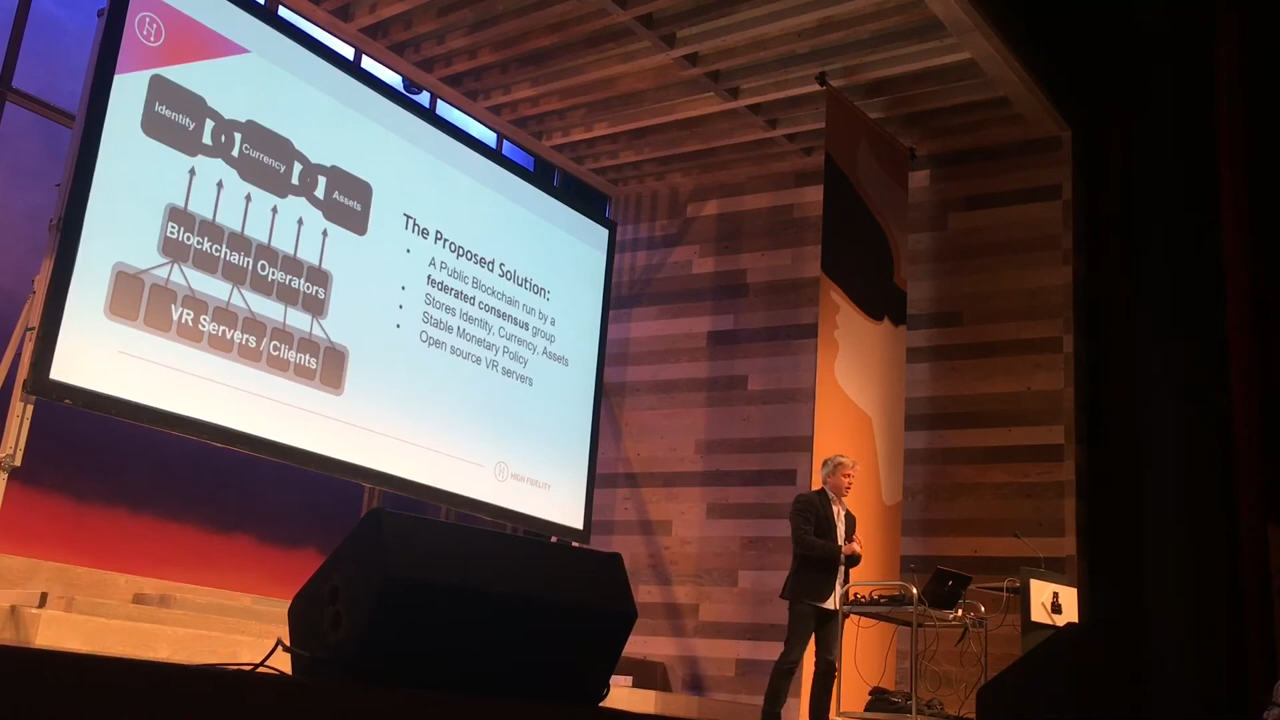 Identity
Currency
Assets
Blockchain Operators
VR Servers / Clients
The Proposed Solution:
• A Public Blockchain run by a
federated consensus group
• Stores Identity, Currency, Assets
• Stable Monetary Policy
• Open source VR servers
HIGH FIDELITY